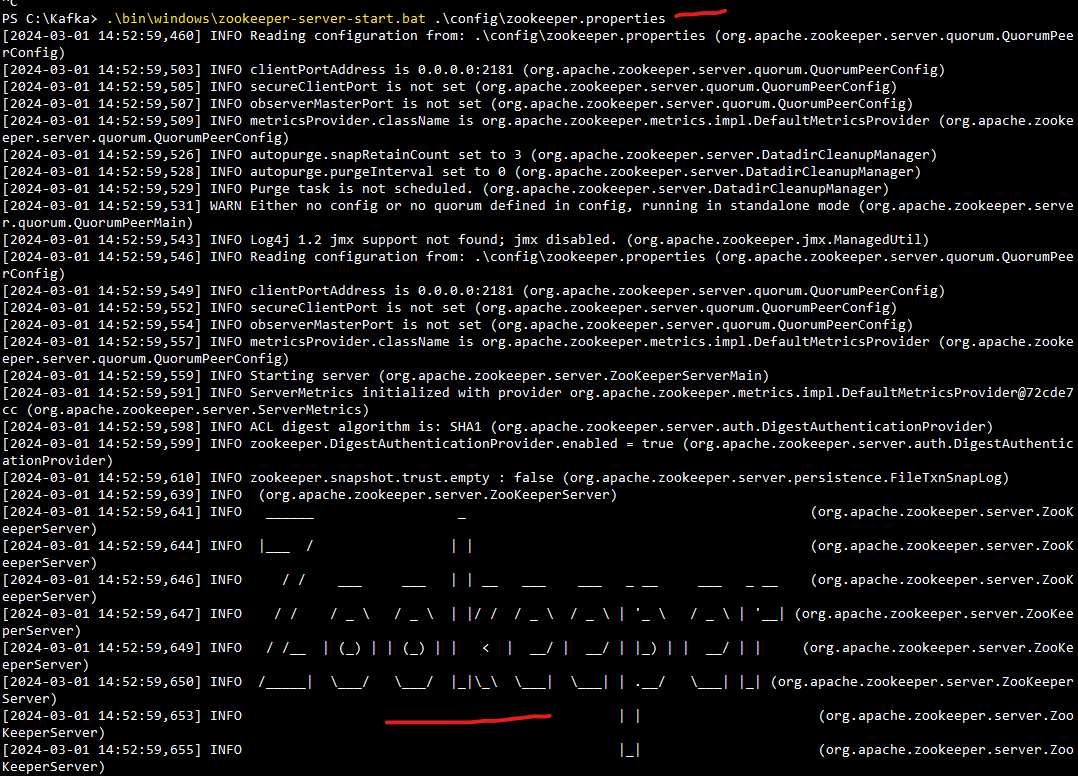 ^C
PS C:\Kafka> .\bin\windows\zookeeper-server-start.bat .\config\zookeeper.properties
[2024-03-01 14:52:59,460] INFO Reading configuration from: .\config\zookeeper.properties (org.apache.zookeeper.server.quorum.QuorumPee
rConfig)
[2024-03-01 14:52:59,503] INFO clientPortAddress is 0.0.0.0:2181 (org.apache.zookeeper.server.quorum.QuorumPeerConfig)
[2024-03-01 14:52:59,505] INFO secureClientPort is not set (org.apache.zookeeper.server.quorum.QuorumPeerConfig)
[2024-03-01 14:52:59,507] INFO observerMasterPort is not set (org.apache.zookeeper.server.quorum.QuorumPeerConfig)
[2024-03-01 14:52:59,509] INFO metricsProvider.className is org.apache.zookeeper.metrics.impl.DefaultMetricsProvider (org.apache.zooke
eper.server.quorum.QuorumPeerConfig)
[2024-03-01 14:52:59,526] INFO autopurge.snapRetainCount set to 3 (org.apache.zookeeper.server.DatadirCleanupManager)
[2024-03-01 14:52:59,528] INFO autopurge.purgeInterval set to 0 (org.apache.zookeeper.server.DatadirCleanupManager)
[2024-03-01 14:52:59,529] INFO Purge task is not scheduled. (org.apache.zookeeper.server.DatadirCleanupManager)
[2024-03-01 14:52:59,531] WARN Either no config or no quorum defined in config, running in standalone mode (org.apache.zookeeper.serve
r.quorum.QuorumPeerMain)
[2024-03-01 14:52:59,543] INFO Log4j 1.2 jmx support not found; jmx disabled. (org.apache.zookeeper.jmx.ManagedUtil)
[2024-03-01 14:52:59,546] INFO Reading configuration from: .\config\zookeeper.properties (org.apache.zookeeper.server.quorum.QuorumPee
rConfig)
[2024-03-01 14:52:59,549] INFO clientPortAddress is 0.0.0.0:2181 (org.apache.zookeeper.server.quorum.QuorumPeerConfig)
[2024-03-01 14:52:59,552] INFO secureClientPort is not set (org.apache.zookeeper.server.quorum.QuorumPeerConfig)
[2024-03-01 14:52:59,554] INFO observerMasterPort is not set (org.apache.zookeeper.server.quorum.QuorumPeerConfig)
[2024-03-01 14:52:59,557] INFO metricsProvider.className is org.apache.zookeeper.metrics.impl.DefaultMetricsProvider (org.apache.zooke
eper.server.quorum.QuorumPeerConfig)
[2024-03-01 14:52:59,559] INFO Starting server (org.apache.zookeeper.server.ZooKeeperServerMain)
[2024-03-01 14:52:59,591] INFO ServerMetrics initialized with provider org.apache.zookeeper.metrics.impl.DefaultMetricsProvider@72cde7
cc (org.apache.zookeeper.server.ServerMetrics)
[2024-03-01 14:52:59,598] INFO ACL digest algorithm is: SHA1 (org.apache.zookeeper.server.auth.DigestAuthenticationProvider)
[2024-03-01 14:52:59,599] INFO zookeeper.DigestAuthenticationProvider.enabled = true (org.apache.zookeeper.server.auth.DigestAuthentic
ationProvider)
[2024-03-01 14:52:59,610] INFO zookeeper.snapshot.trust.empty : false (org.apache.zookeeper.server.persistence.FileTxnSnapLog)
[2024-03-01 14:52:59,639] INFO  (org.apache.zookeeper.server.ZooKeeperServer)
[2024-03-01 14:52:59,641] INFO   ______                  _                                           (org.apache.zookeeper.server.ZooK
eeperServer)
[2024-03-01 14:52:59,644] INFO  |___  /                 | |                                          (org.apache.zookeeper.server.ZooK
eeperServer)
[2024-03-01 14:52:59,646] INFO     / /    ___     ___   | | __   ___    ___   _ __     ___   _ __    (org.apache.zookeeper.server.ZooK
eeperServer)
[2024-03-01 14:52:59,647] INFO    / /    / _ \   / _ \  | |/ /  / _ \  / _ \ | '_ \   / _ \ | '__| (org.apache.zookeeper.server.ZooKee
perServer)
[2024-03-01 14:52:59,649] INFO   / /__  | (_) | | (_) | |   <  |  __/ |  __/ | |_) | |  __/ | |     (org.apache.zookeeper.server.ZooKe
eperServer)
[2024-03-01 14:52:59,650] INFO  /_____|  \___/   \___/  |_|\_\  \___|  \___| | .__/   \___| |_| (org.apache.zookeeper.server.ZooKeeper
Server)
[2024-03-01 14:52:59,653] INFO                                               | |                      (org.apache.zookeeper.server.Zoo
KeeperServer)
[2024-03-01 14:52:59,655] INFO                                               |_|                      (org.apache.zookeeper.server.Zoo
KeeperServer)